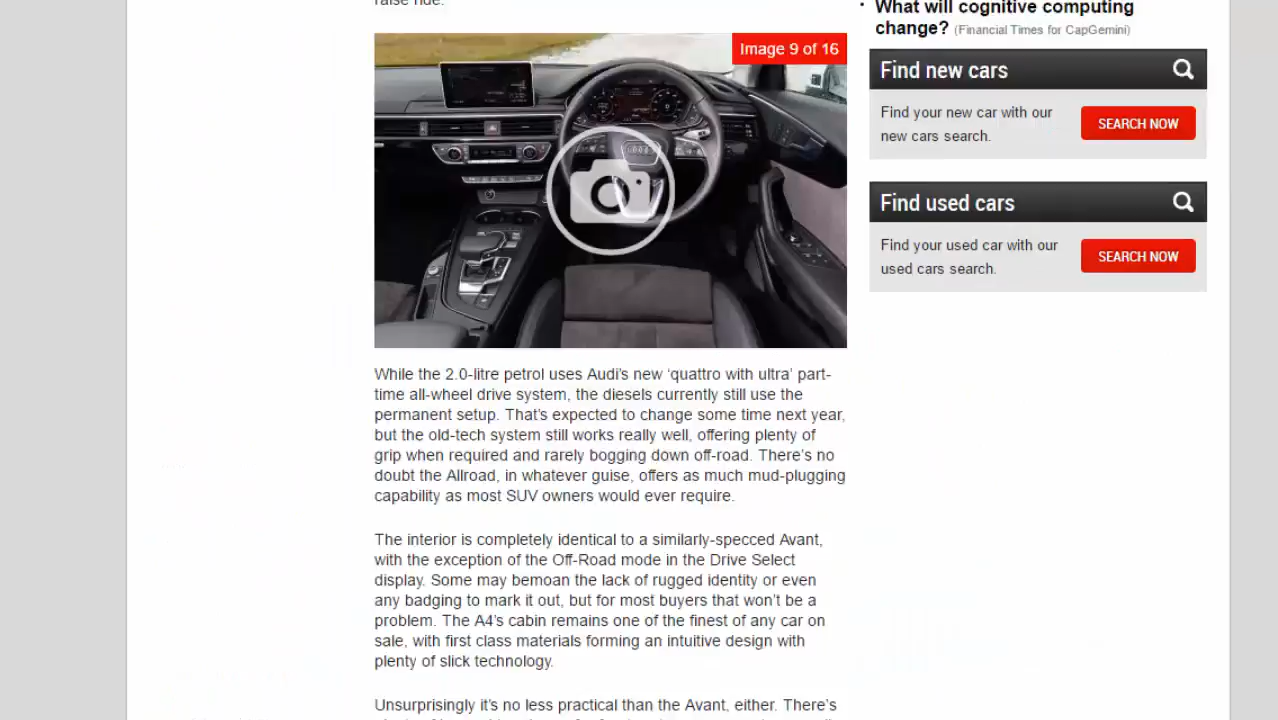 raise ride.
Image 9 of 16
While the 2.0-litre petrol uses Audi's new ‘quattro with ultra’ part-
time all-wheel drive system, the diesels currently still use the
permanent setup. That's expected to change some time next year,
but the old-tech system still works really well, offering plenty of
grip when required and rarely bogging down off-road. There's no
doubt the Allroad, in whatever guise, offers as much mud-plugging
capability as most SUV owners would ever require.
The interior is completely identical to a similarly-specced Avant,
with the exception of the Off-Road mode in the Drive Select
display. Some may bemoan the lack of rugged identity or even
any badging to mark it out, but for most buyers that won't be a
problem. The A4's cabin remains one of the finest of any car on
sale, with first class materials forming an intuitive design with
plenty of slick technology.
Unsurprisingly it's no less practical than the Avant, either. There's
· What will cognitive computing
change? (Financial Times for CapGemini)
Find new cars
Find your new car with our
new cars search.
SEARCH NOW
Find used cars
Find your used car with our
used cars search.
SEARCH NOW